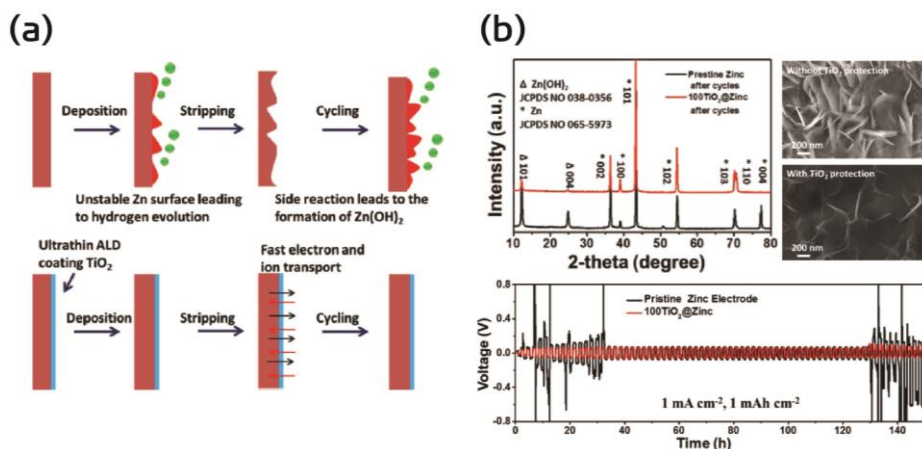 (a)
Deposition
Stripping
Cycling
Unstable Zn surface leading
to hydrogen evolution
Side reaction leads to the
formation of Zn(OH)₂
Ultrathin ALD
coating TiO₂
Fast electron and
ion transport
Deposition
Stripping
Cycling
(b)
Intensity (a.u.)
Δ Zn(OH)₂
JCPDS NO 038-0356
* Zn
JCPDS NO 065-5973
Pristine Zinc
after cycles
100TiO₂@Zinc
after cycles
Δ 101
Δ 004
* 002
* 100
* 101
* 102
* 103
* 110
* 004
10 20 30 40 50 60 70 80
2-theta (degree)
Without TiO₂ protection
200 nm
With TiO₂ protection
200 nm
Voltage (V)
0.8
0.4
0.0
-0.4
-0.8
Pristine Zinc Electrode
100TiO₂@Zinc
1 mA cm⁻², 1 mAh cm⁻²
0 20 40 60 80 100 120 140
Time (h)